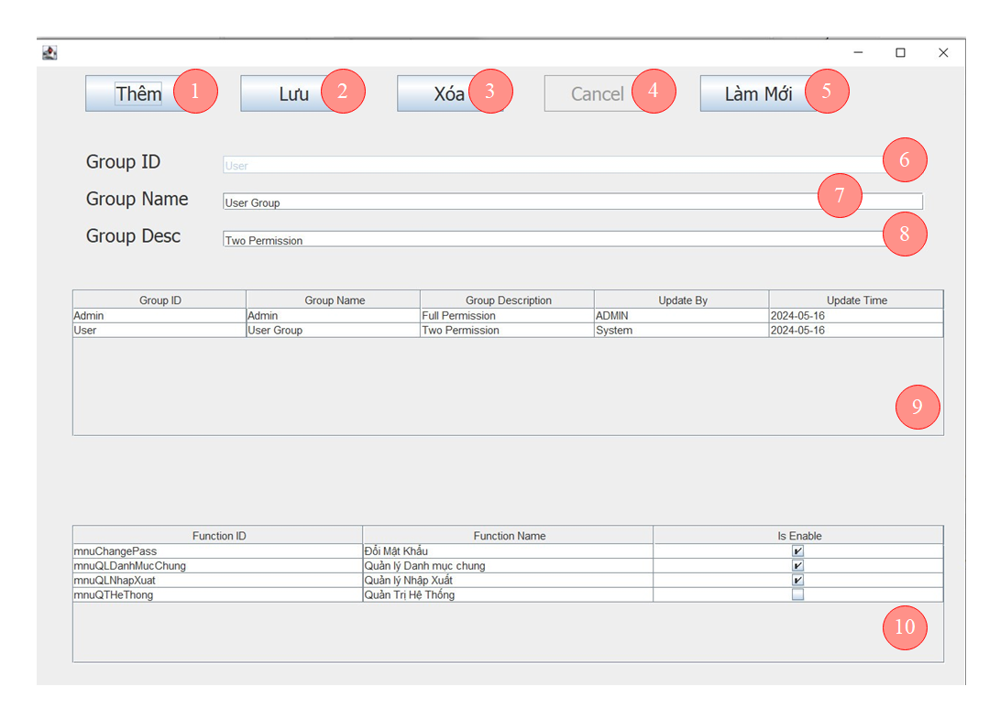 Thêm 1 Lưu 2 Xóa 3 Cancel 4 Làm Mới 5
Group ID User 6
Group Name User Group 7
Group Desc Two Permission 8
Group ID Group Name Group Description Update By Update Time
Admin Admin Full Permission ADMIN 2024-05-16
User User Group Two Permission System 2024-05-16
9
Function ID Function Name Is Enable
mnuChangePass Đổi Mật Khẩu
mnuQLDanhMucChung Quản lý Danh mục chung
mnuQLNhapXuat Quản lý Nhập Xuất
mnuQTHeThong Quản Trị Hệ Thống
10